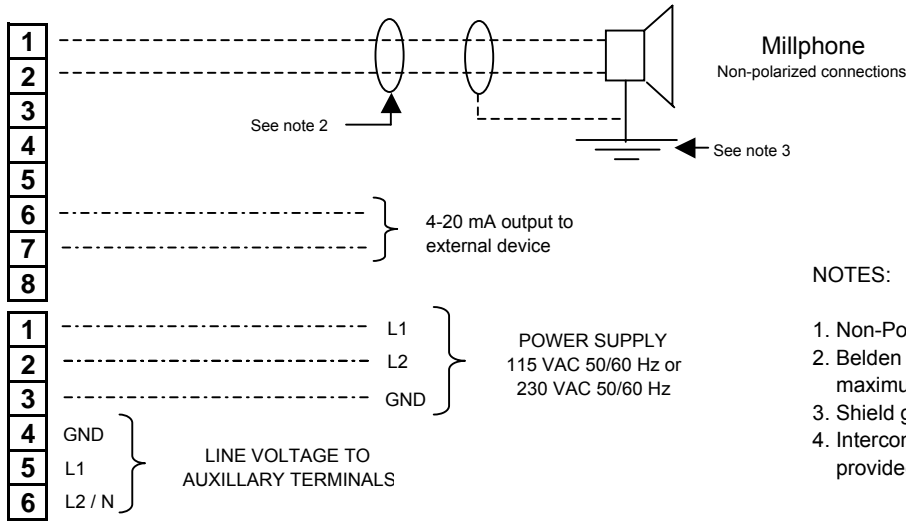 1
2
3
4
5
6
7
8
Millphone
Non-polarized connections
See note 2
See note 3
4-20 mA output to
external device
1
2
3
4
5
6
L1
L2
GND
POWER SUPPLY
115 VAC 50/60 Hz or
230 VAC 50/60 Hz
GND
L1
L2 / N
LINE VOLTAGE TO
AUXILLARY TERMINALS
NOTES:
1. Non-Po
2. Belden
maximu
3. Shield g
4. Intercor
provide